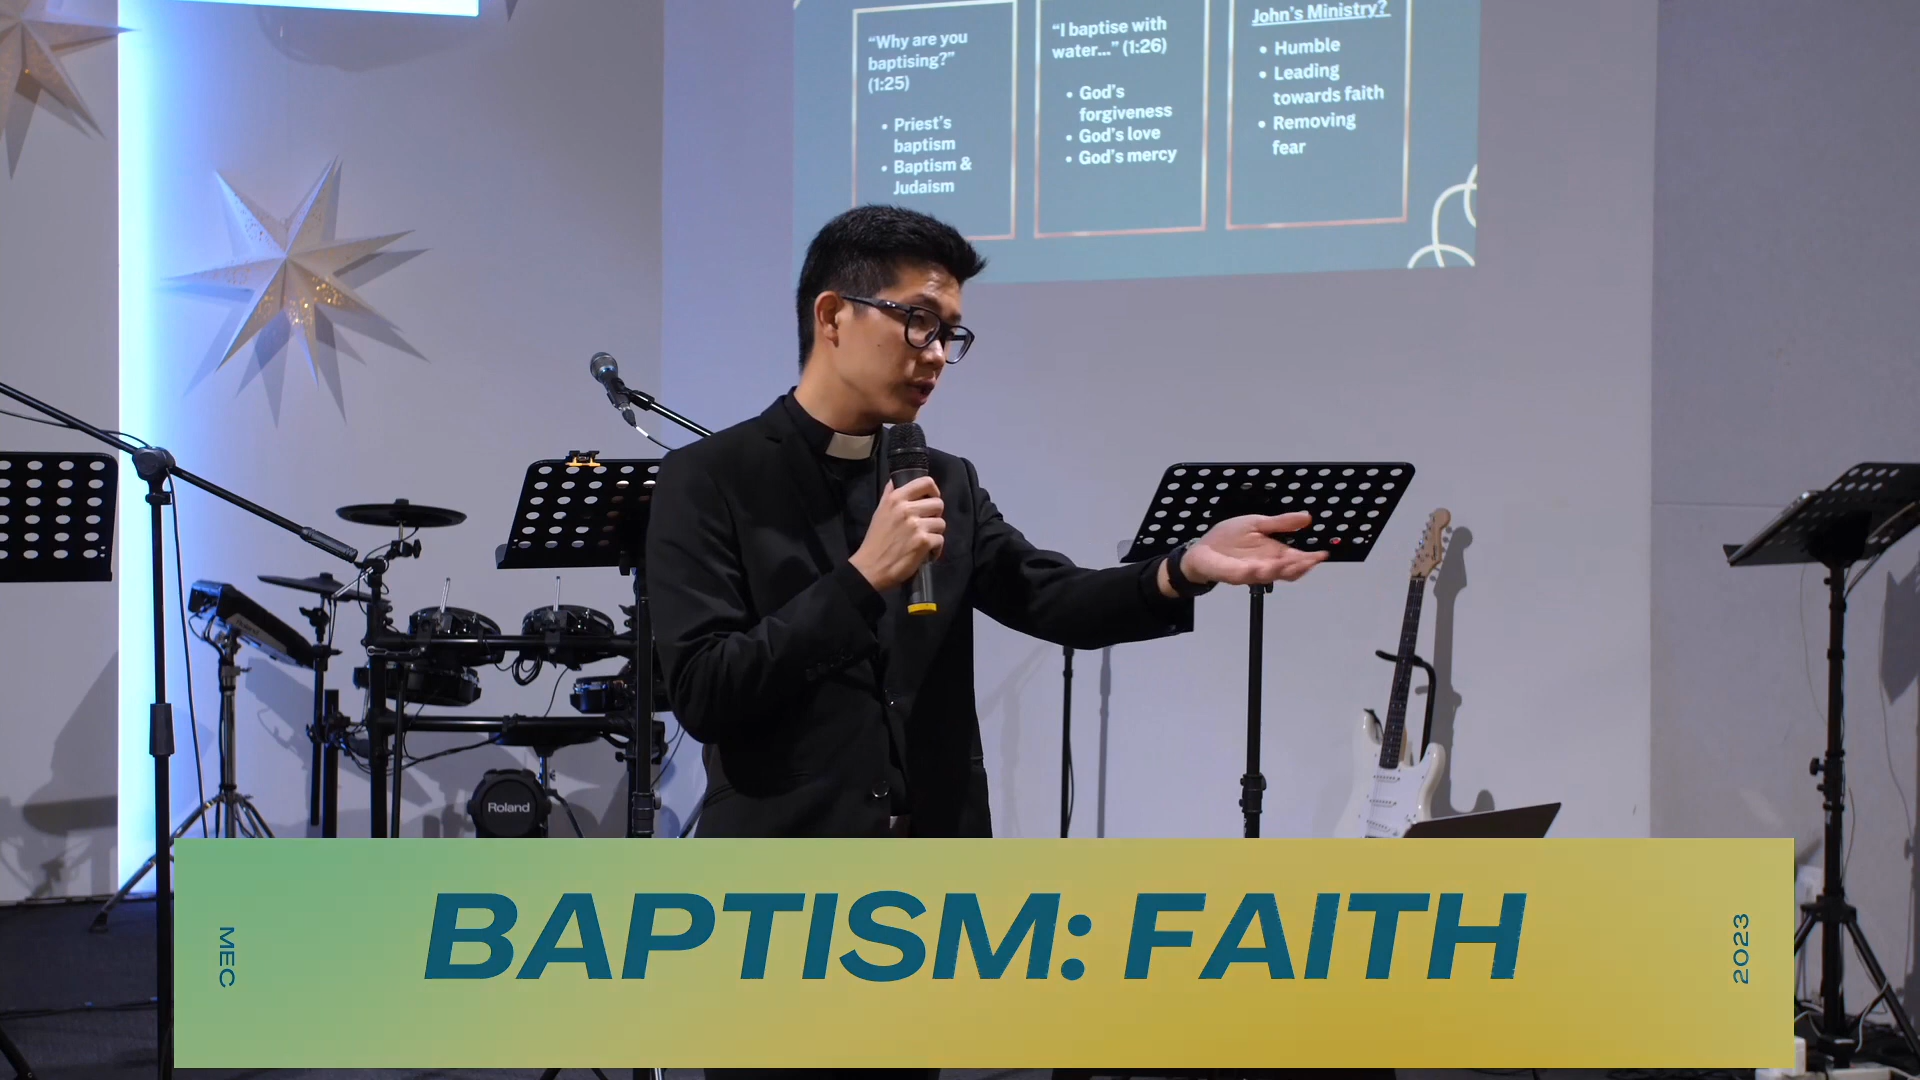 “Why are you
baptising?”
(1:25)
• Priest’s
baptism
• Baptism &
Judaism
“I baptise with
water...” (1:26)
• God’s
forgiveness
• God’s love
• God’s mercy
John’s Ministry?
• Humble
• Leading
towards faith
• Removing
fear
Roland
MEC
BAPTISM: FAITH
2023